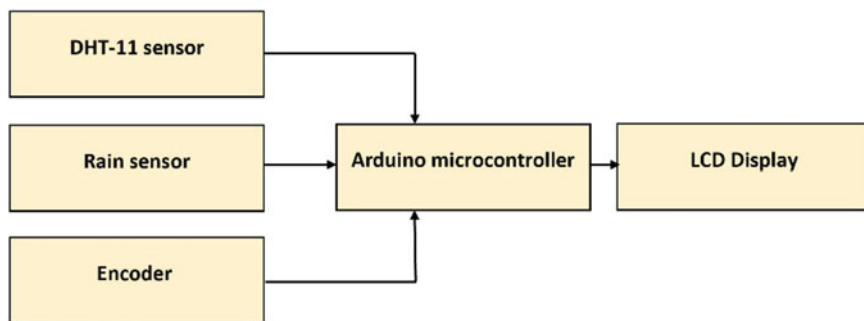 DHT-11 sensor
Rain sensor
Arduino microcontroller
LCD Display
Encoder